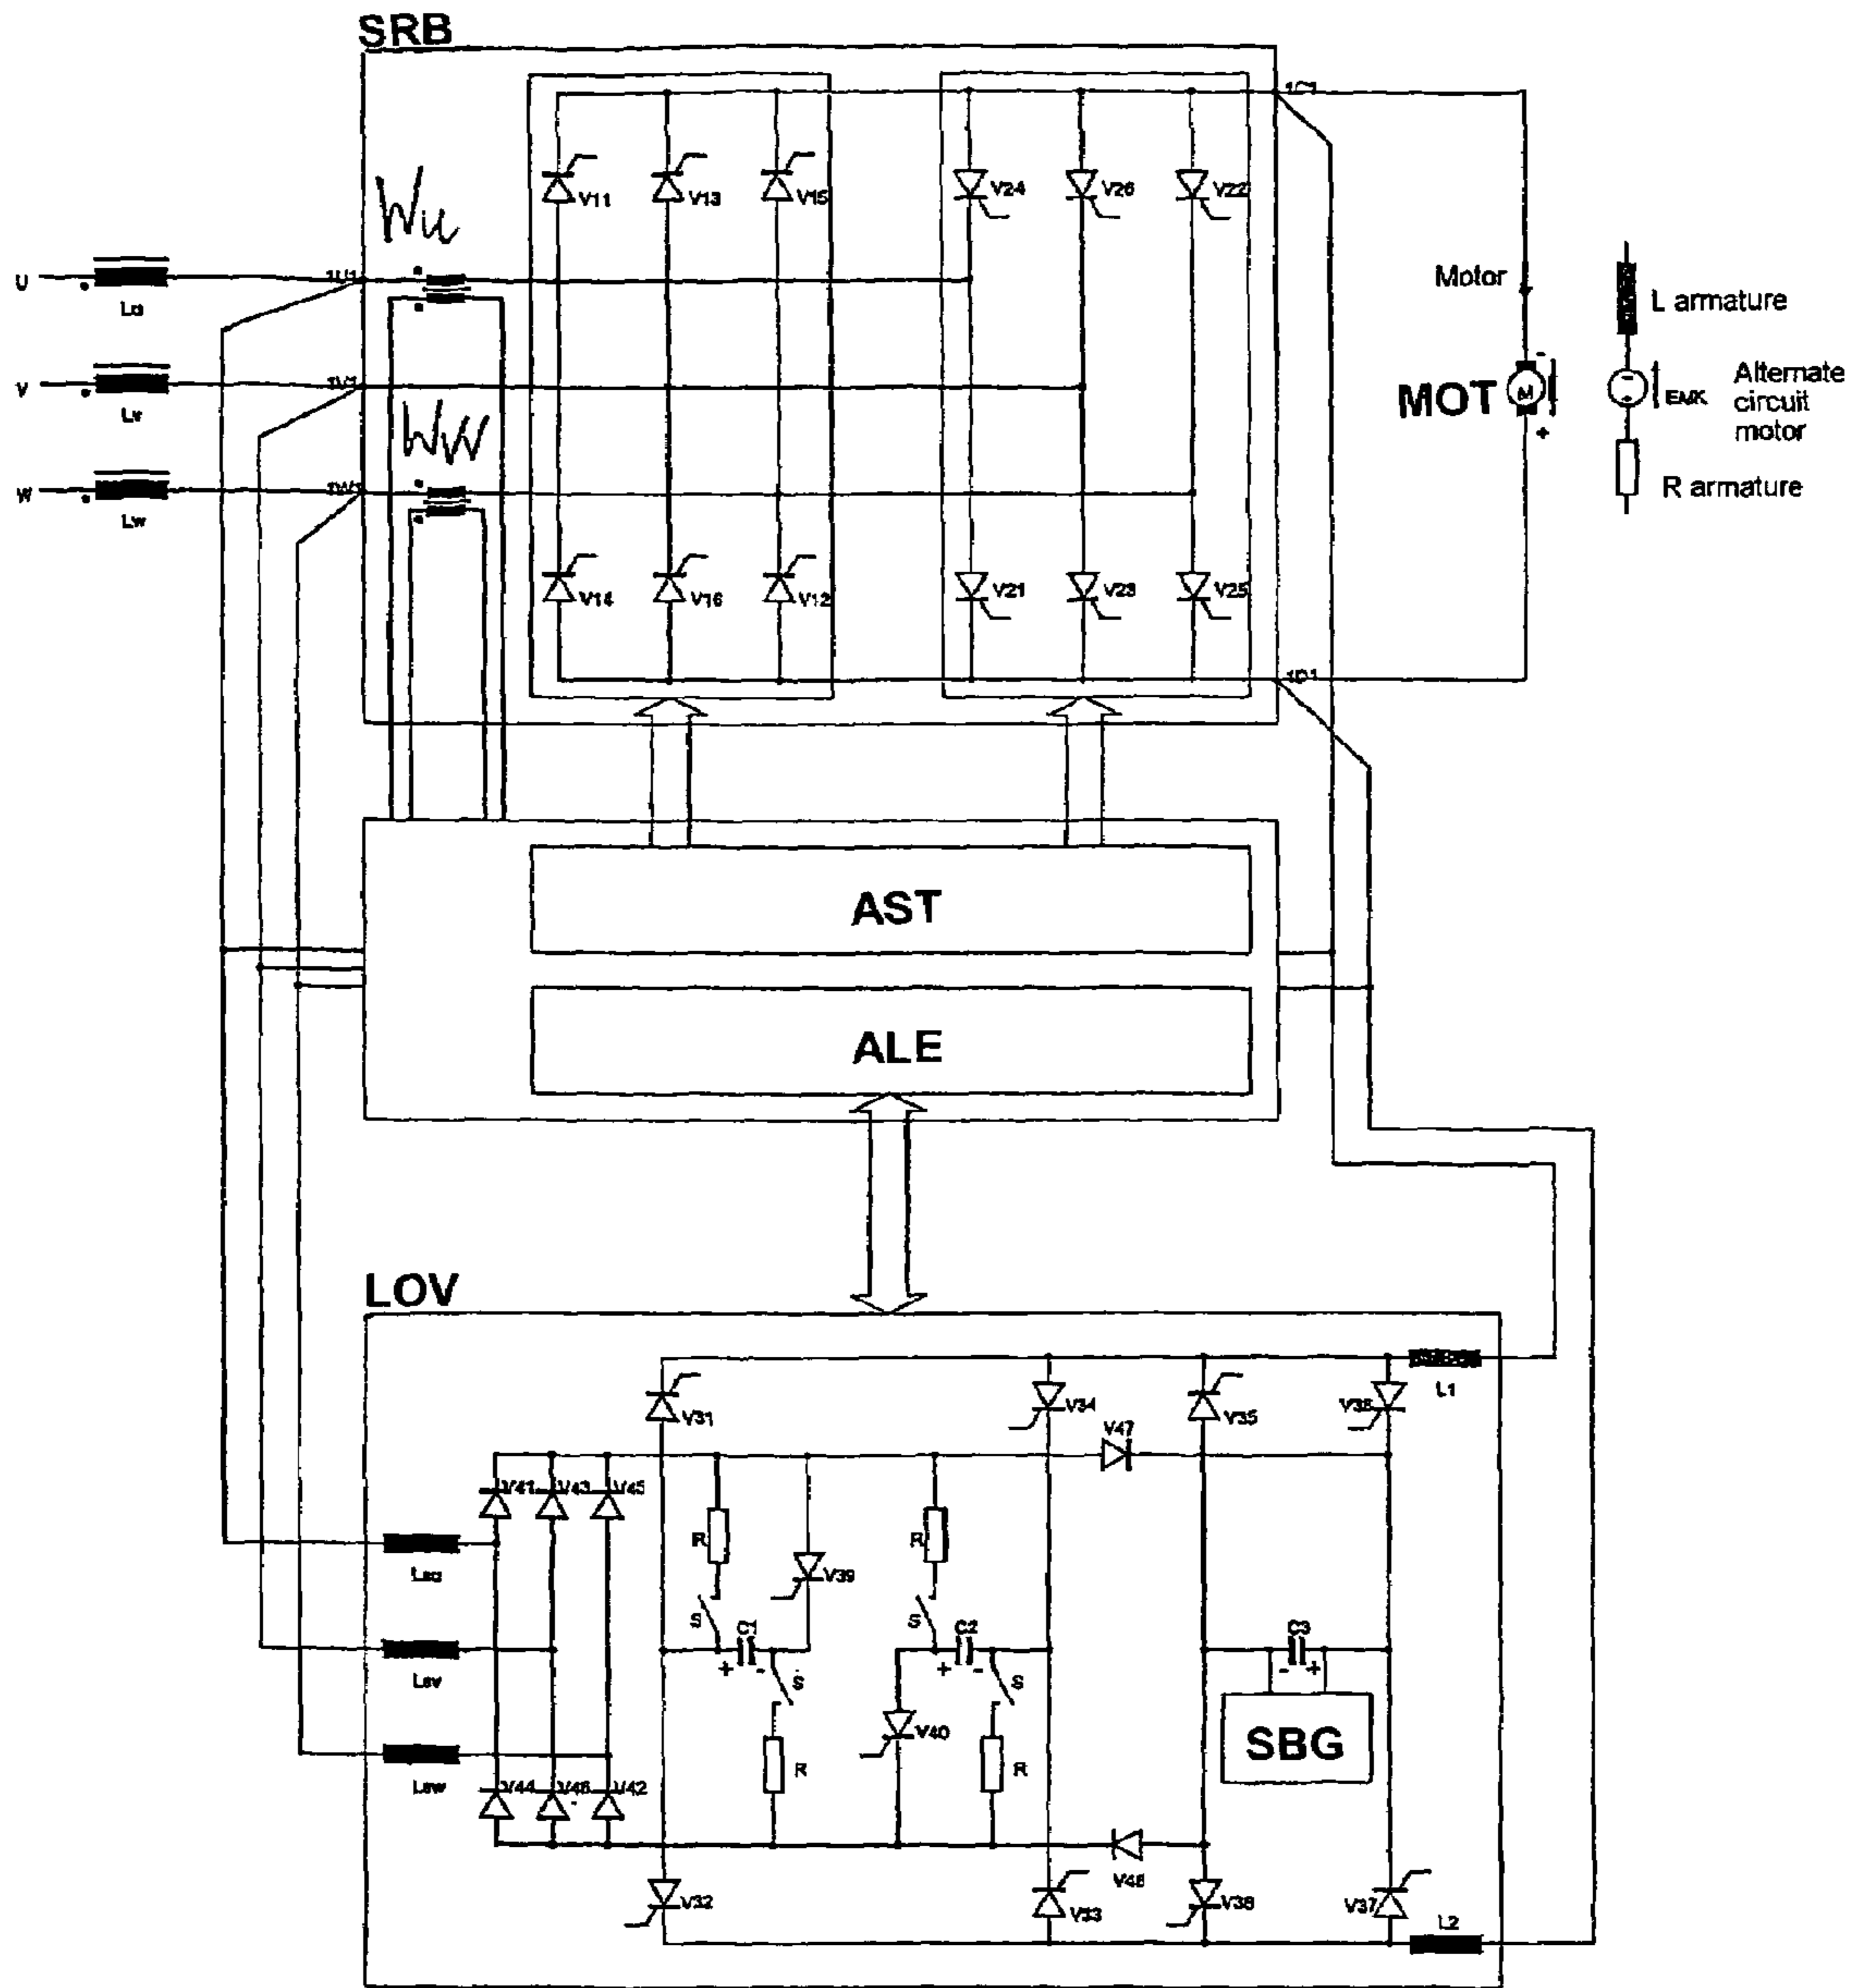 SRB
1C1
V11
V13
V15
V24
V26
V22
Wu
U
1U1
Lu
Motor
L armature
V
1V1
Lv
MOT
M
-
+
EMK
Alternate
circuit
motor
WW
W
1W1
Lw
R armature
V14
V16
V12
V21
V23
V25
1D1
AST
ALE
LOV
L1
V31
V34
V35
V36
V47
V41
V43
V45
R
R
V39
Lsu
S
C1
S
C2
C3
+ -
+ -
- +
S
S
Lsv
V40
SBG
R
R
Lsw
V44
V46
V42
V48
V32
V33
V38
V37
L2